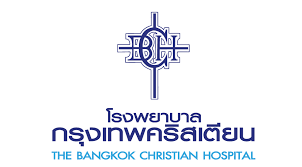 BCH
โรงพยาบาล
กรุงเทพคริสเตียน
THE BANGKOK CHRISTIAN HOSPITAL